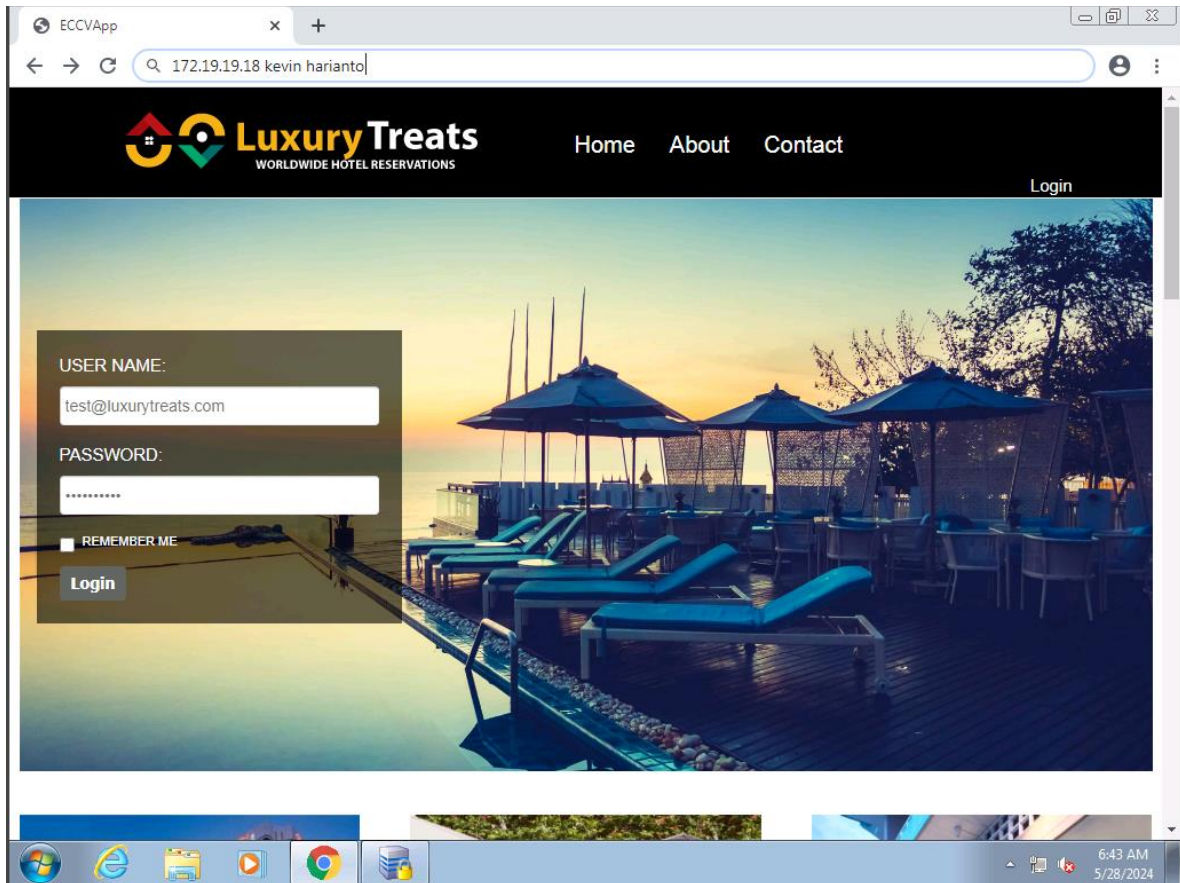 ECCVApp
172.19.19.18 kevin harianto
Luxury Treats
WORLDWIDE HOTEL RESERVATIONS
Home About Contact
Login
USER NAME:
test@luxurytreats.com
PASSWORD:
••••••••••
REMEMBER ME
Login
6:43 AM
5/28/2024